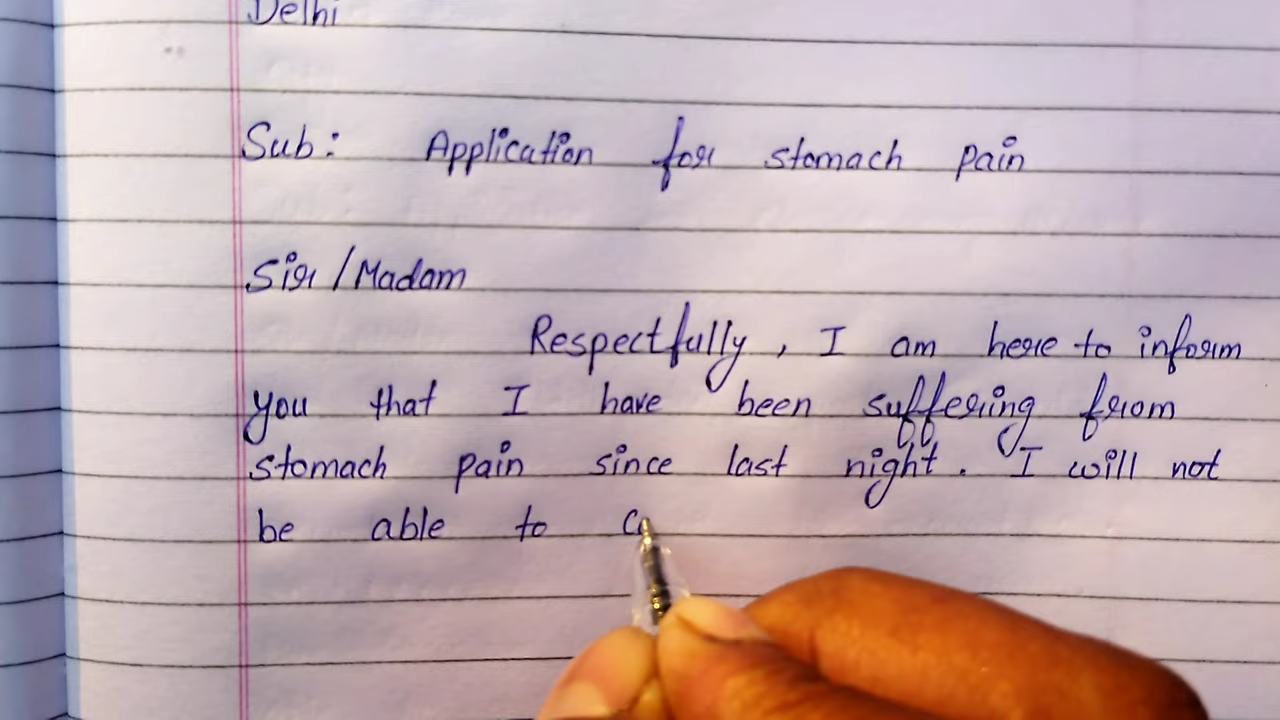 Delhi
Sub: Application for stomach pain
Sir/Madam
Respectfully, I am here to inform
you that I have been suffering from
stomach pain since last night. I will not
be able to